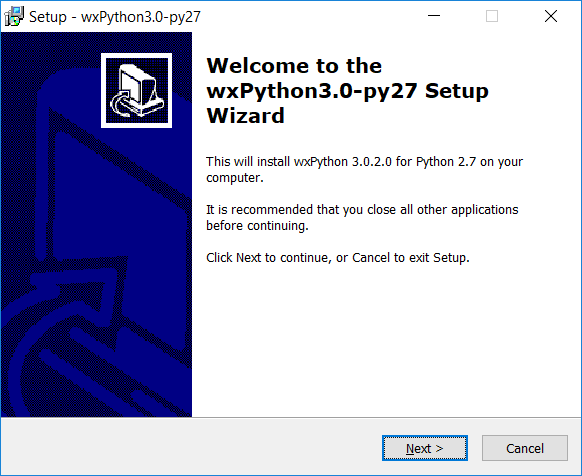 Setup - wxPython3.0-py27
Welcome to the
wxPython3.0-py27 Setup
Wizard
This will install wxPython 3.0.2.0 for Python 2.7 on your
computer.
It is recommended that you close all other applications
before continuing.
Click Next to continue, or Cancel to exit Setup.
Next >
Cancel